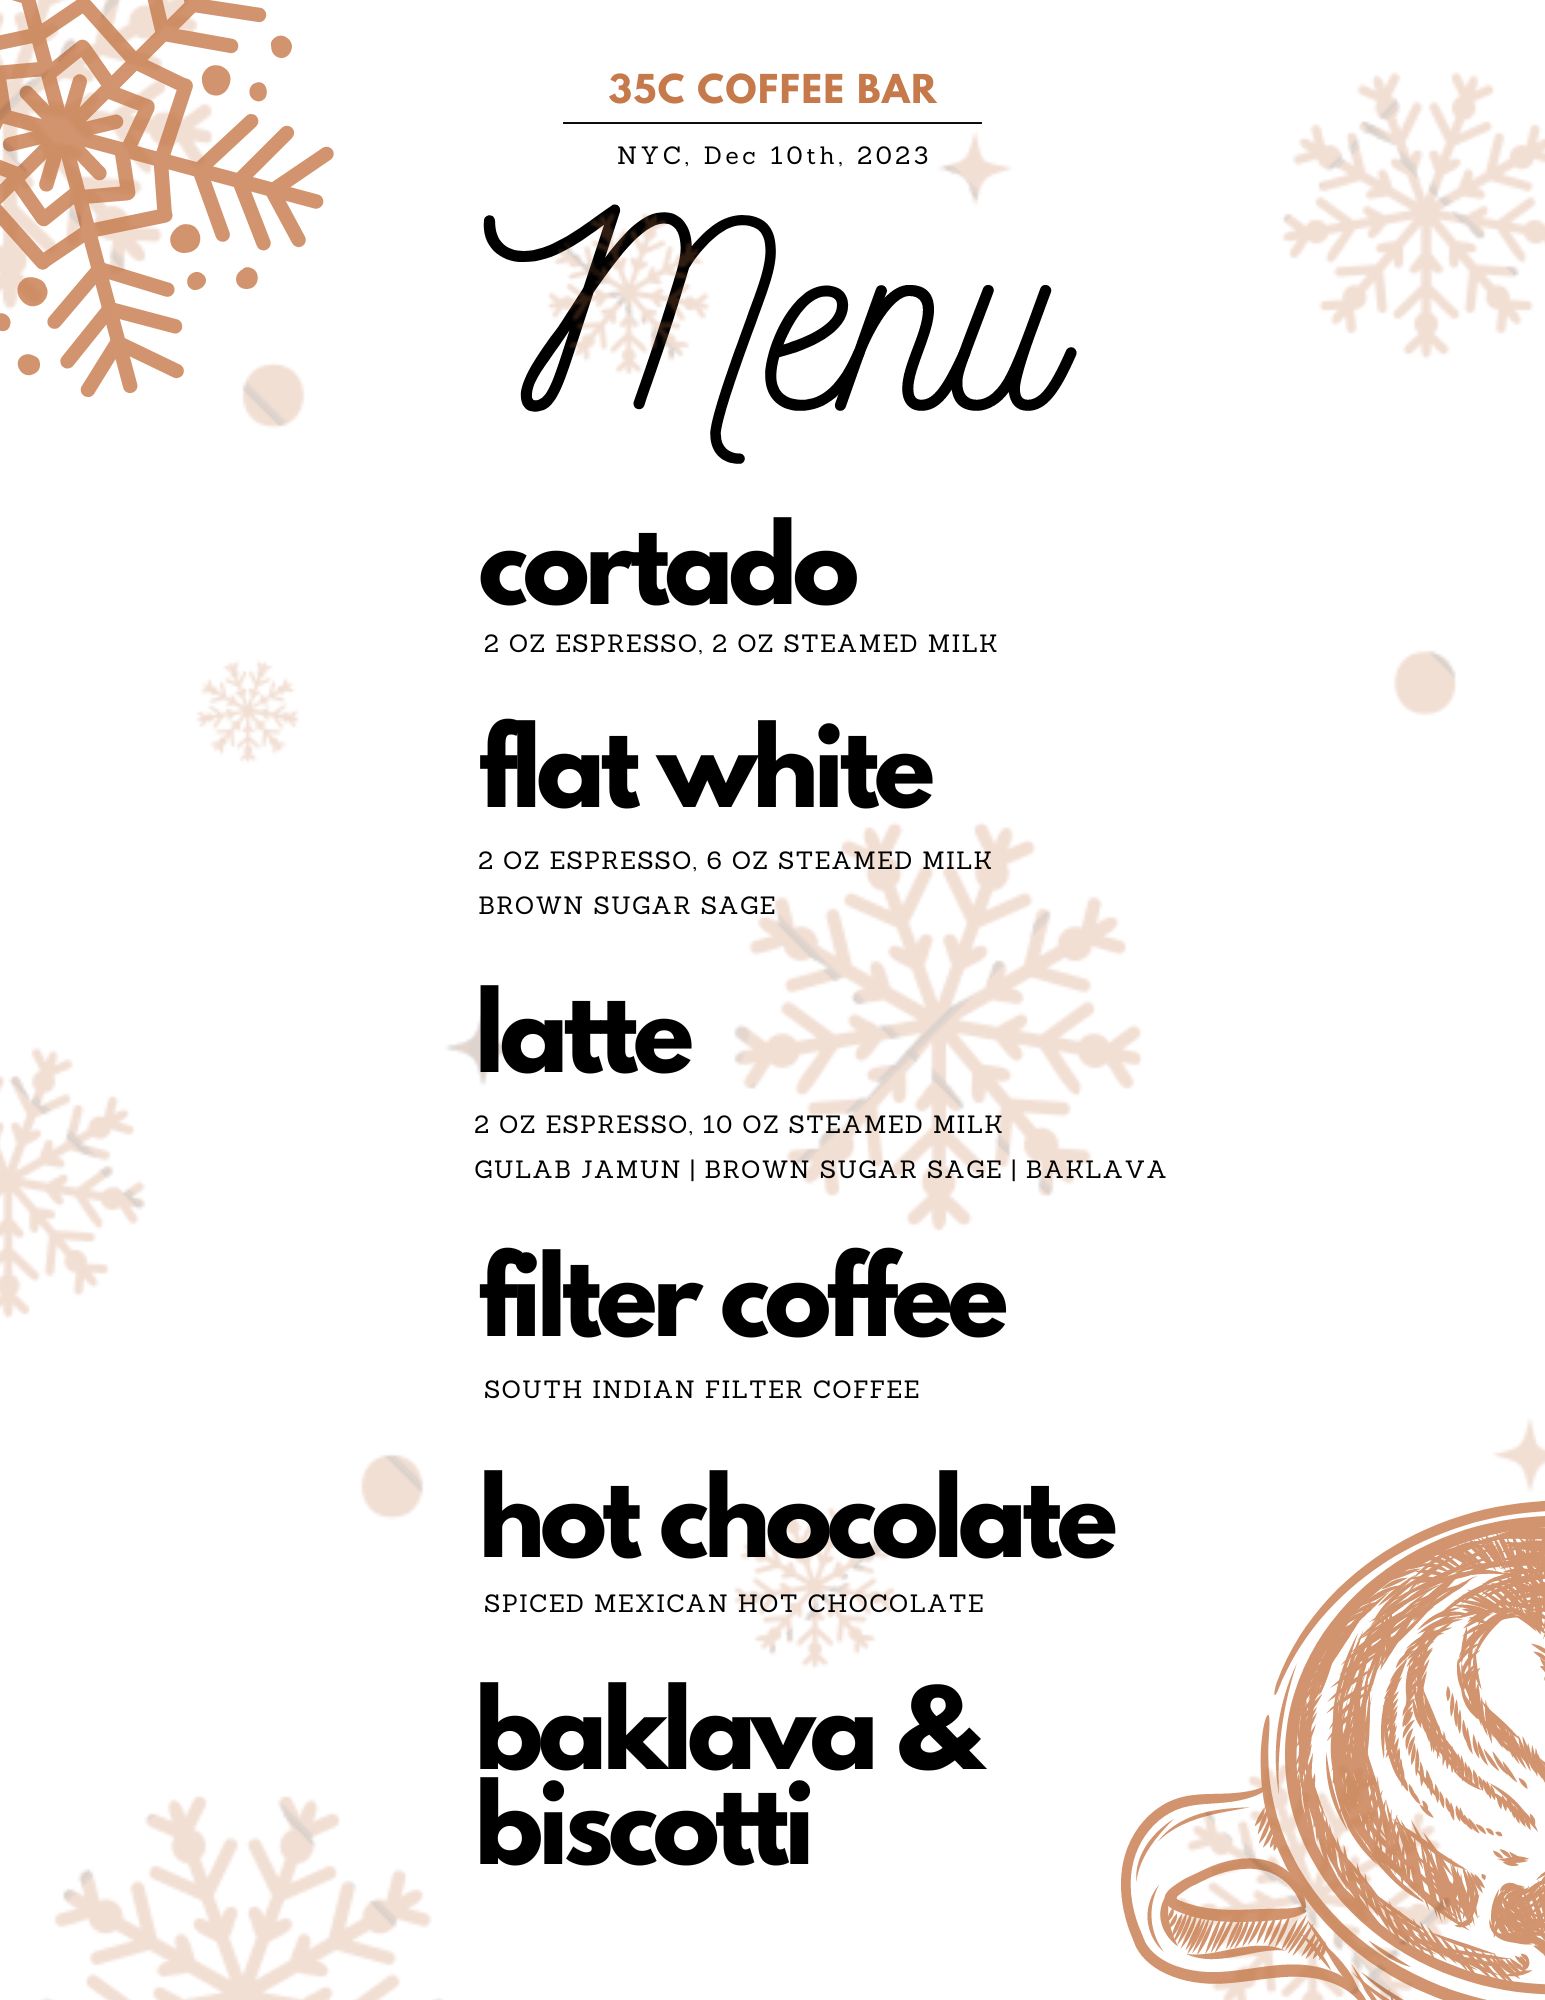 35C COFFEE BAR
NYC, Dec 10th, 2023
Menu
cortado
2 OZ ESPRESSO, 2 OZ STEAMED MILK
flat white
2 OZ ESPRESSO, 6 OZ STEAMED MILK
BROWN SUGAR SAGE
latte
2 OZ ESPRESSO, 10 OZ STEAMED MILK
GULAB JAMUN | BROWN SUGAR SAGE | BAKLAVA
filter coffee
SOUTH INDIAN FILTER COFFEE
hot chocolate
SPICED MEXICAN HOT CHOCOLATE
baklava &
biscotti